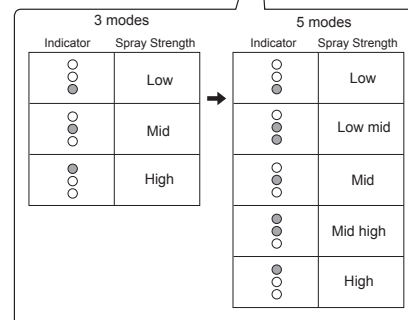 3 modes
Indicator Spray Strength
Low
Mid
High
5 modes
Indicator Spray Strength
Low
Low mid
Mid
Mid high
High